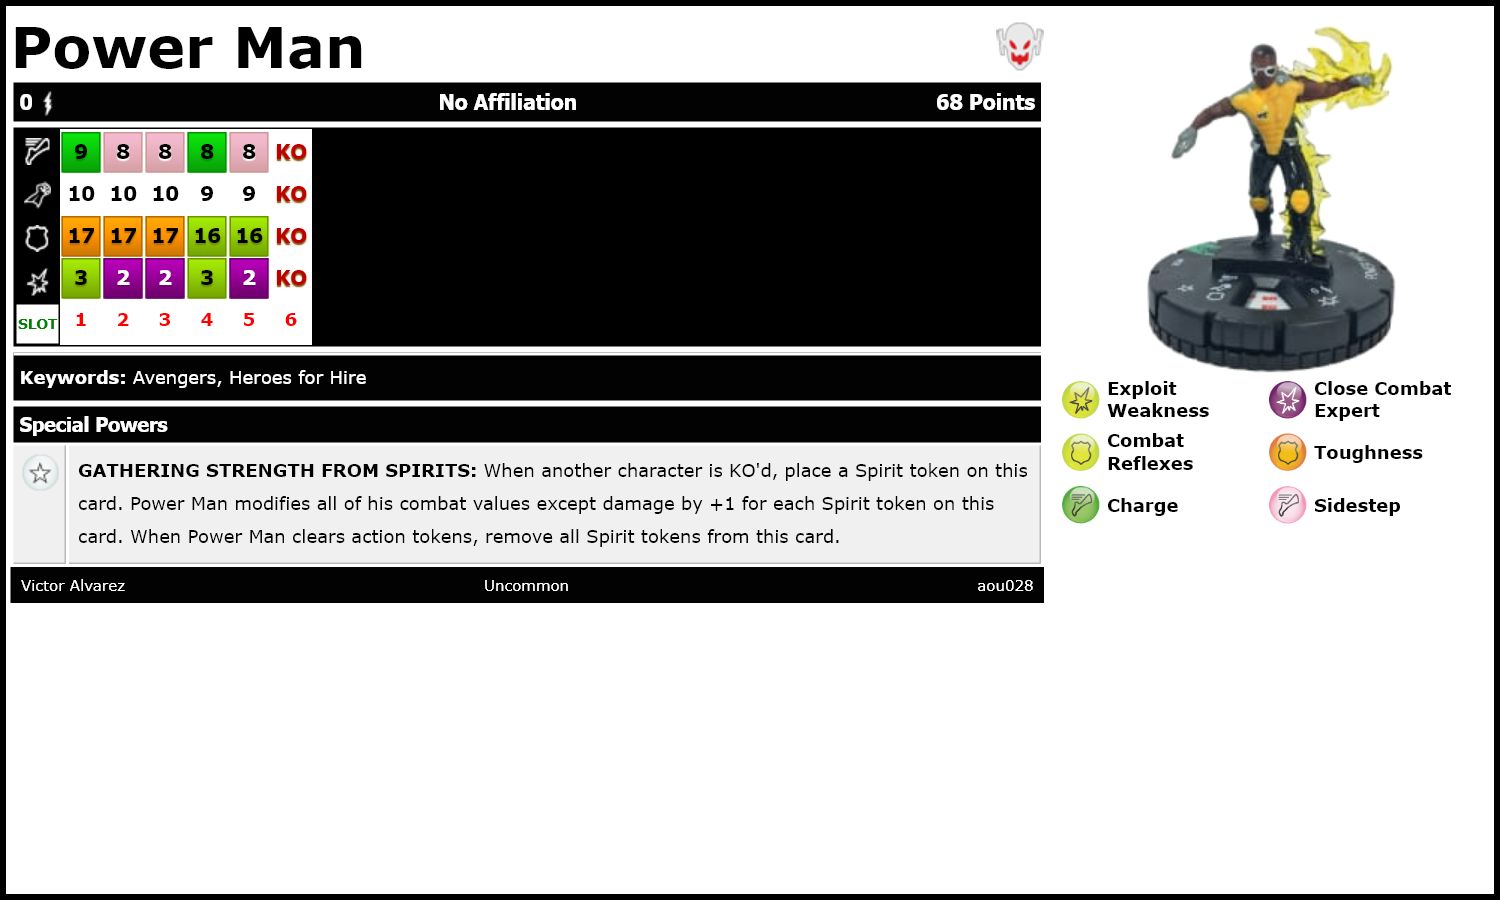 Power Man
0 No Affiliation 68 Points
9 8 8 8 8 KO
10 10 10 9 9 KO
17 17 17 16 16 KO
3 2 2 3 2 KO
SLOT 1 2 3 4 5 6
Keywords: Avengers, Heroes for Hire
Special Powers
GATHERING STRENGTH FROM SPIRITS: When another character is KO'd, place a Spirit token on this
card. Power Man modifies all of his combat values except damage by +1 for each Spirit token on this
card. When Power Man clears action tokens, remove all Spirit tokens from this card.
Victor Alvarez Uncommon aou028
Exploit
Weakness
Close Combat
Expert
Combat
Reflexes
Toughness
Charge
Sidestep